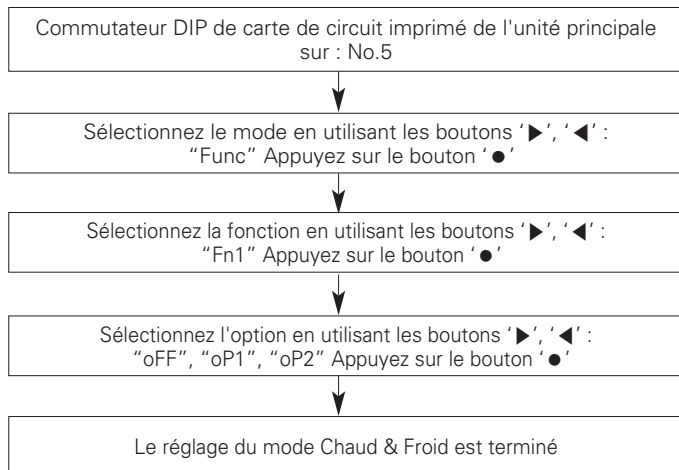 Commutateur DIP de carte de circuit imprimé de l'unité principale
sur : No.5
Sélectionnez le mode en utilisant les boutons ‘▶’, ‘◀’ :
“Func” Appuyez sur le bouton ‘●’
Sélectionnez la fonction en utilisant les boutons ‘▶’, ‘◀’ :
“Fn1” Appuyez sur le bouton ‘●’
Sélectionnez l'option en utilisant les boutons ‘▶’, ‘◀’ :
“oFF”, “oP1”, “oP2” Appuyez sur le bouton ‘●’
Le réglage du mode Chaud & Froid est terminé